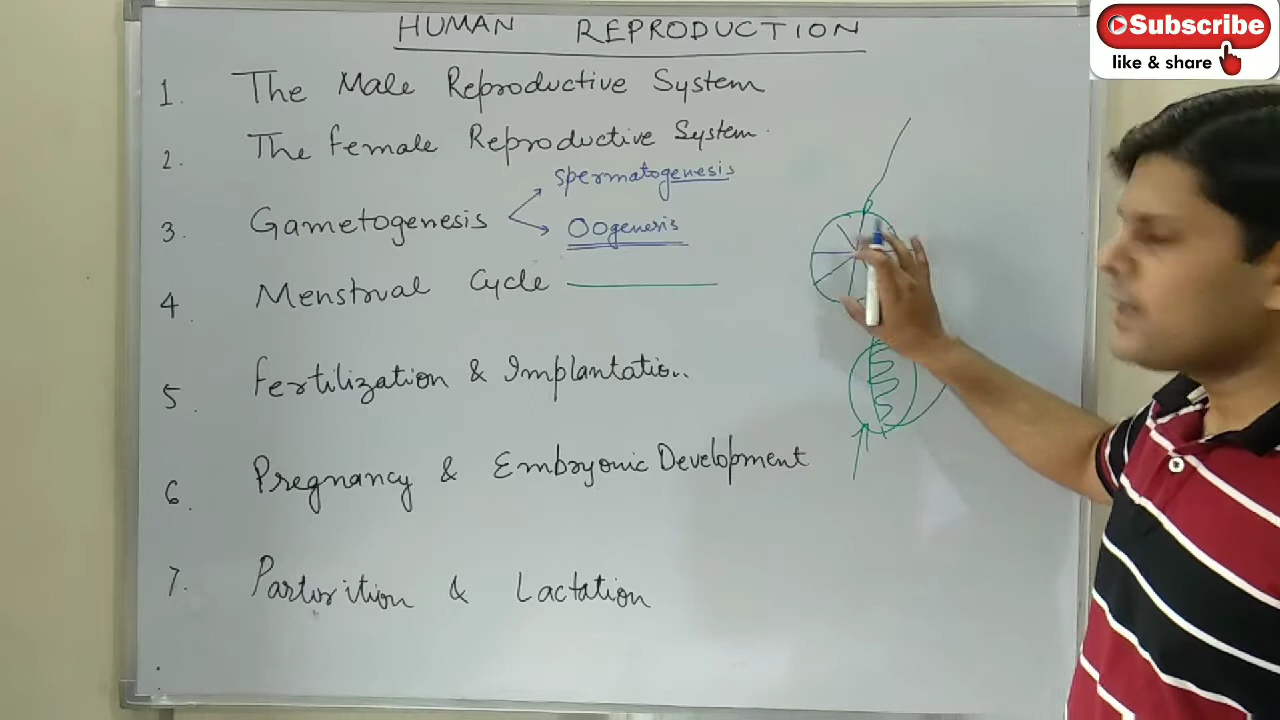 HUMAN REPRODUCTION
1. The Male Reproductive System
2. The Female Reproductive System.
spermatogenesis
3. Gametogenesis
Oogenesis
4 Menstrual Cycle
5. Fertilization & Implantation.
6. Pregnancy & Embryonic Development
7. Parturition & Lactation
Subscribe
like & share